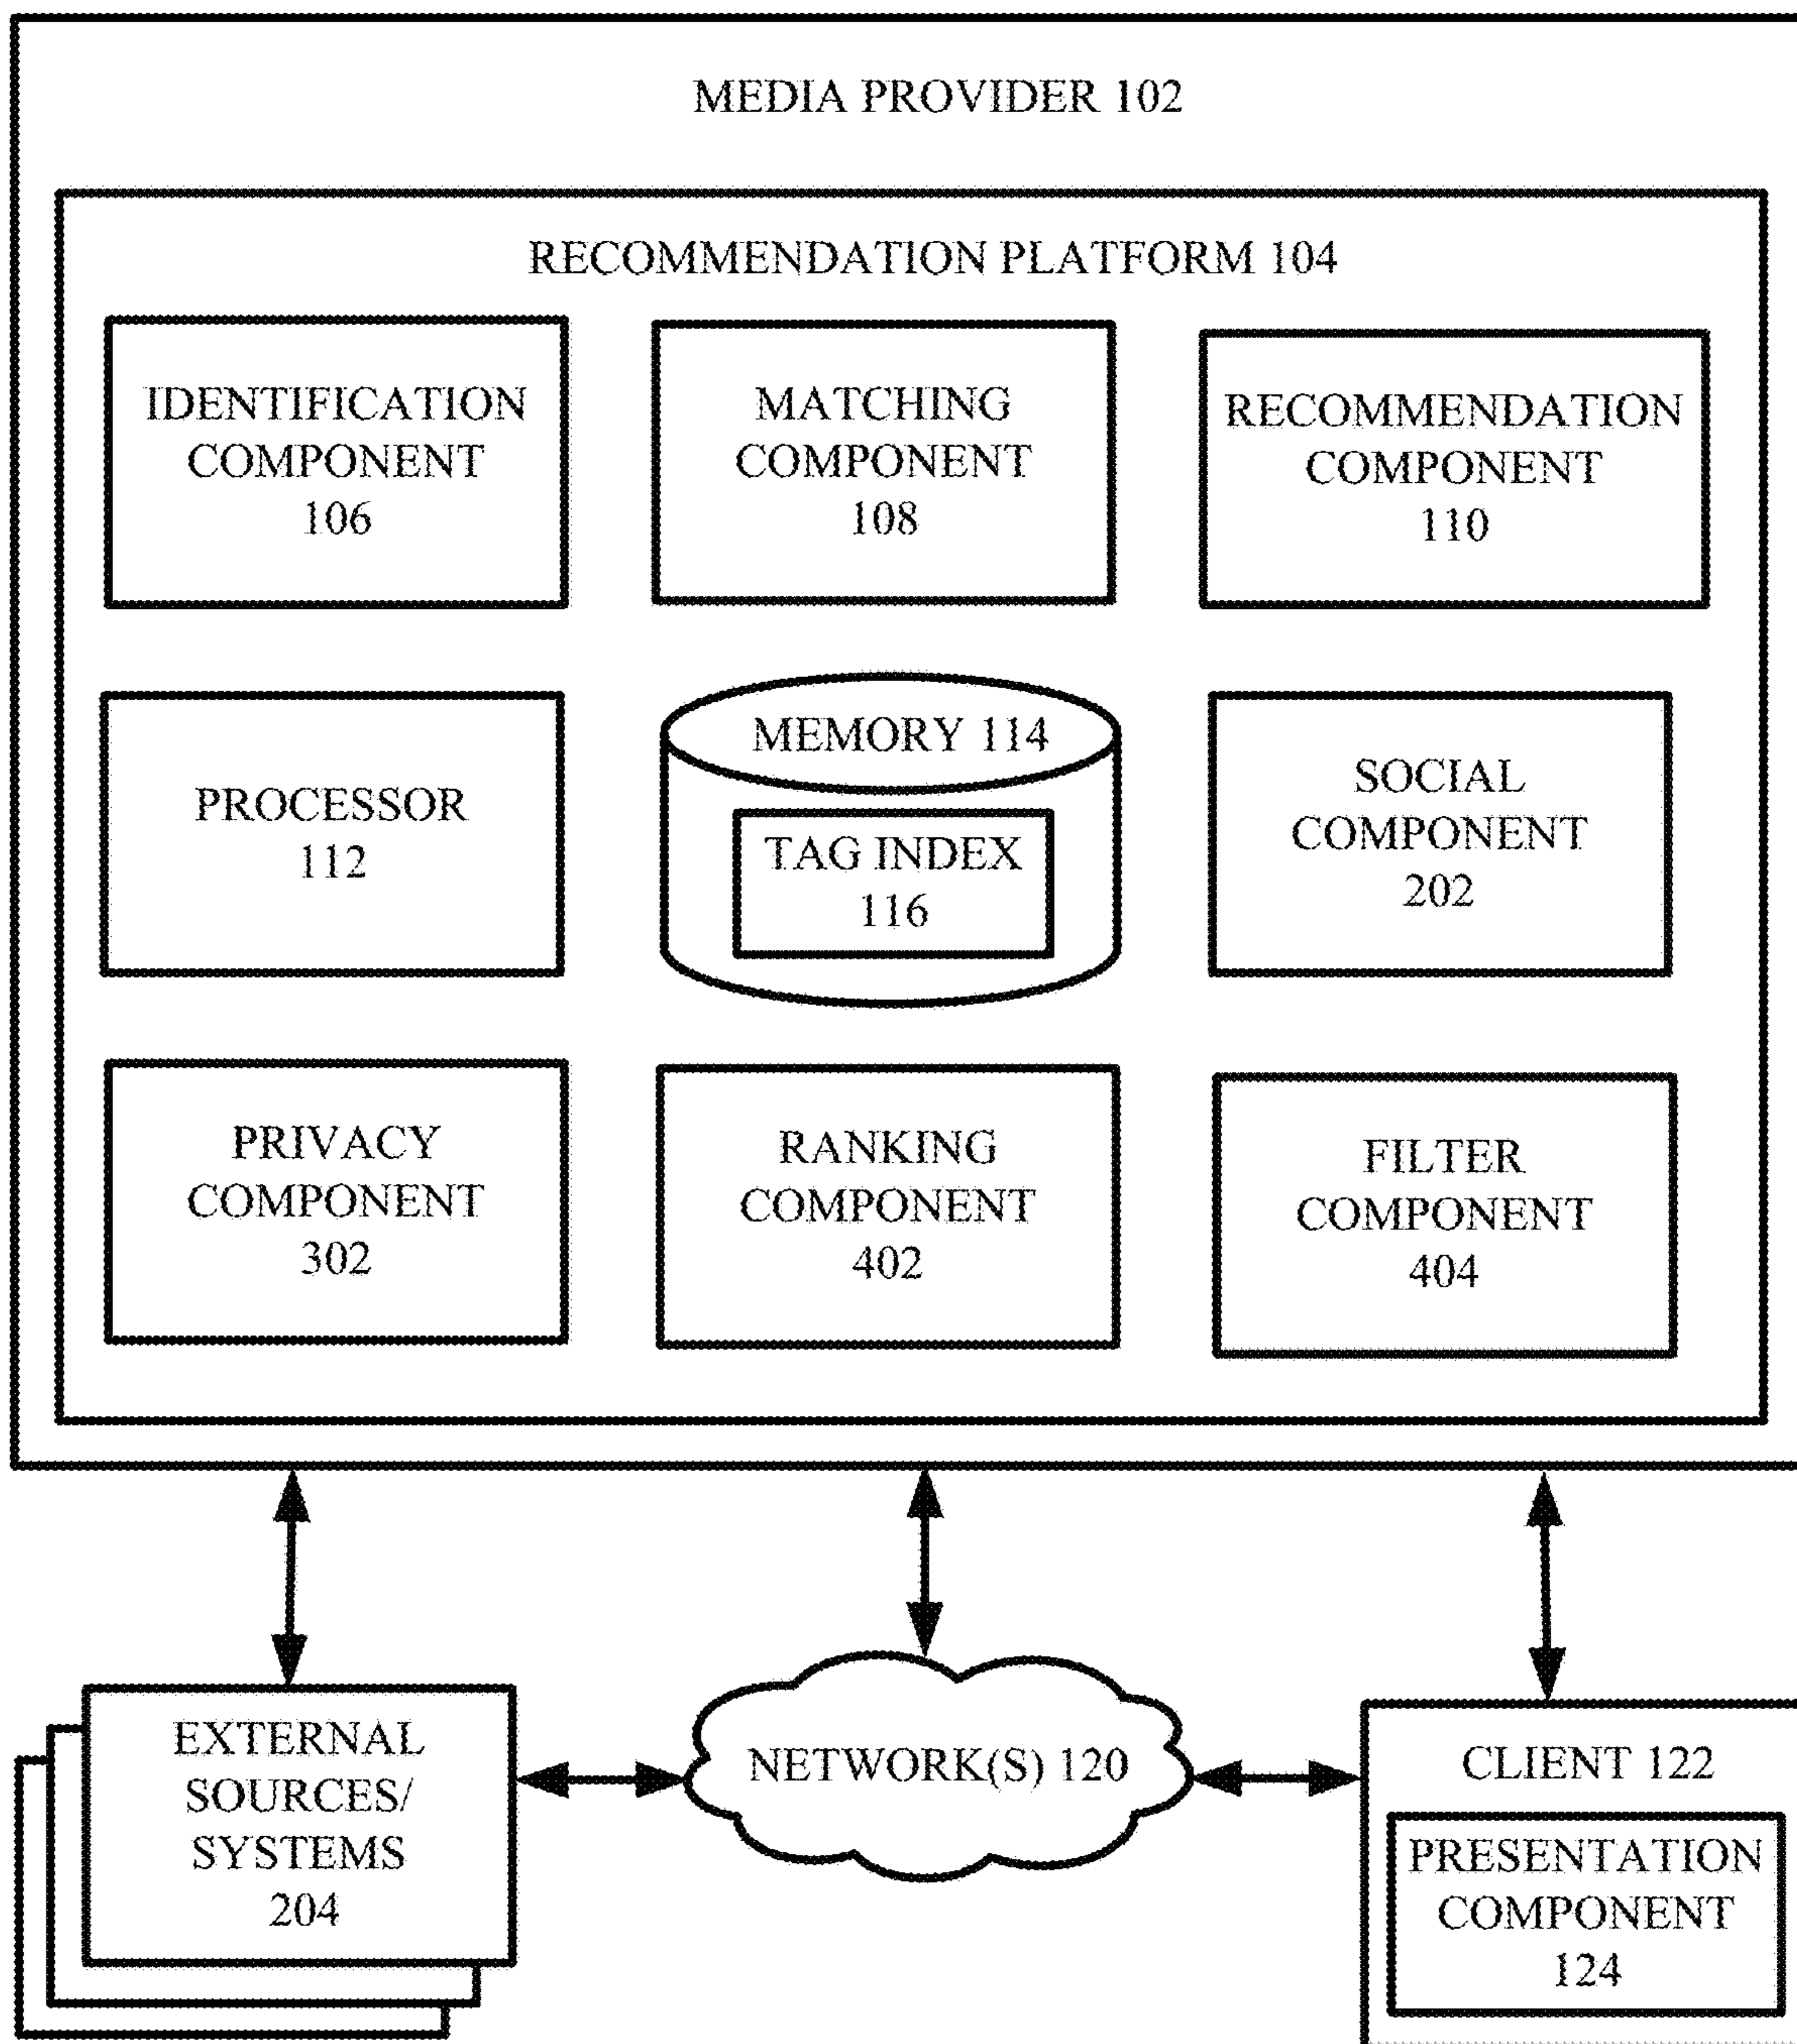 MEDIA PROVIDER 102
RECOMMENDATION PLATFORM 104
IDENTIFICATION
COMPONENT
106
MATCHING
COMPONENT
108
RECOMMENDATION
COMPONENT
110
PROCESSOR
112
MEMORY 114
TAG INDEX
116
SOCIAL
COMPONENT
202
PRIVACY
COMPONENT
302
RANKING
COMPONENT
402
FILTER
COMPONENT
404
EXTERNAL
SOURCES/
SYSTEMS
204
NETWORK(S) 120
CLIENT 122
PRESENTATION
COMPONENT
124